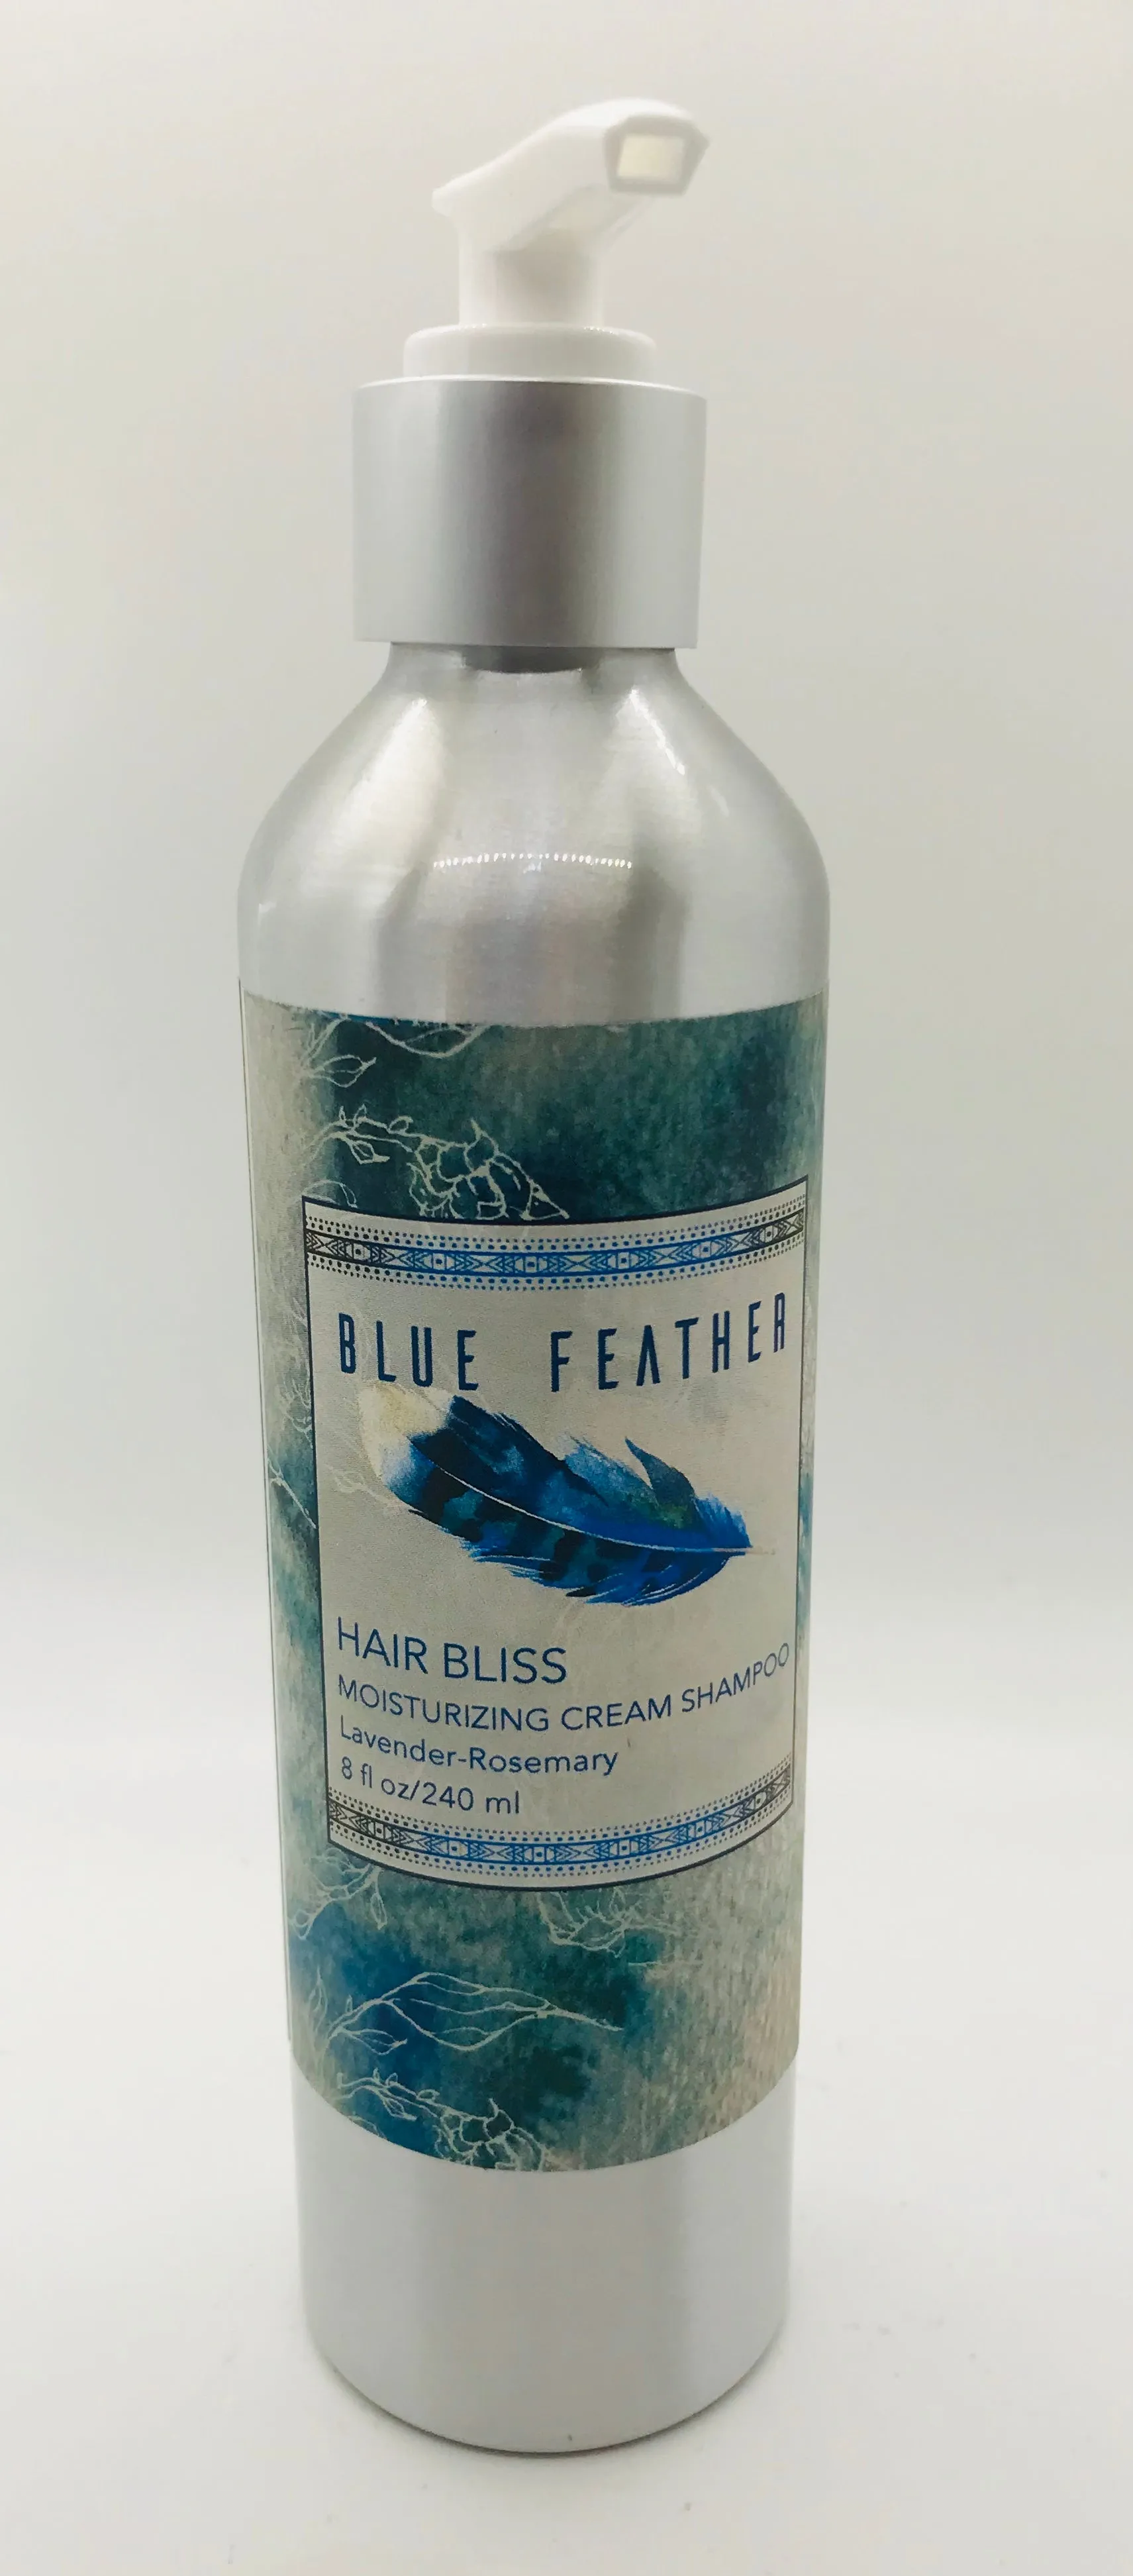 BLUE FEATHER
HAIR BLISS
MOISTURIZING CREAM SHAMPOO
Lavender-Rosemary
8 fl oz/240 ml